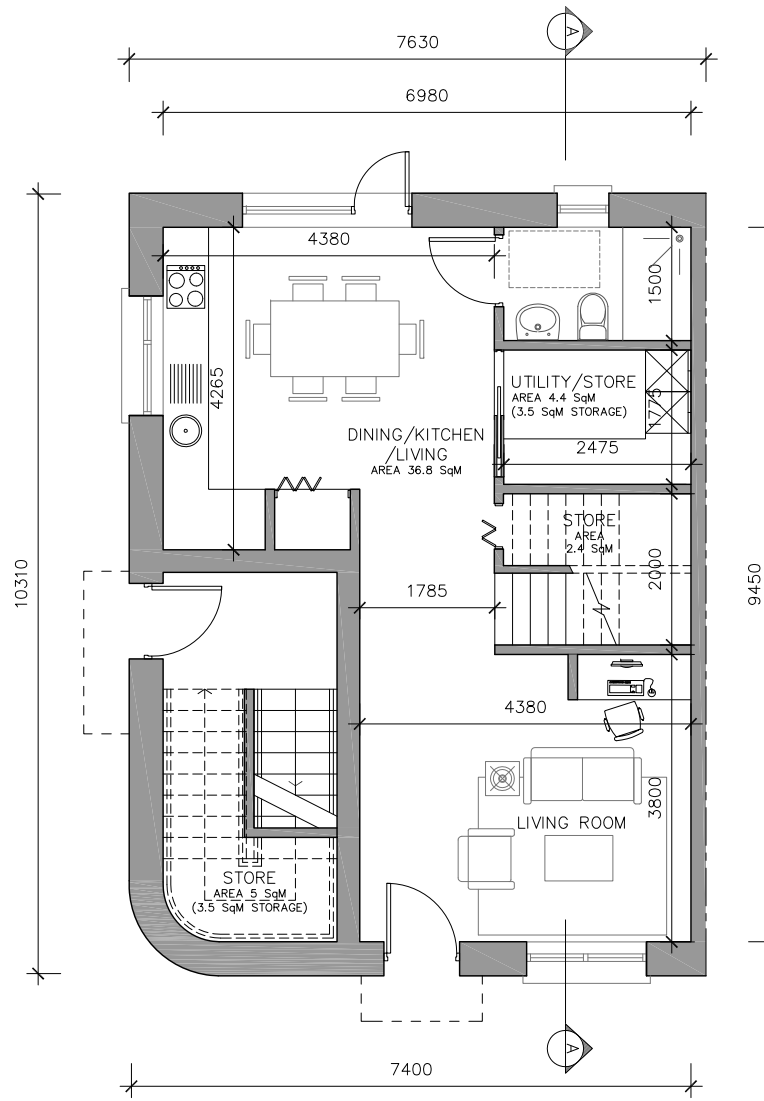 A
7630
6980
4380
1500
4265
UTILITY/STORE
AREA 4.4 SqM
(3.5 SqM STORAGE)
1775
2475
DINING/KITCHEN
/LIVING
AREA 36.8 SqM
STORE
AREA
2.4 SqM
2000
10310
9450
1785
4380
3800
LIVING ROOM
STORE
AREA 5 SqM
(3.5 SqM STORAGE)
A
7400